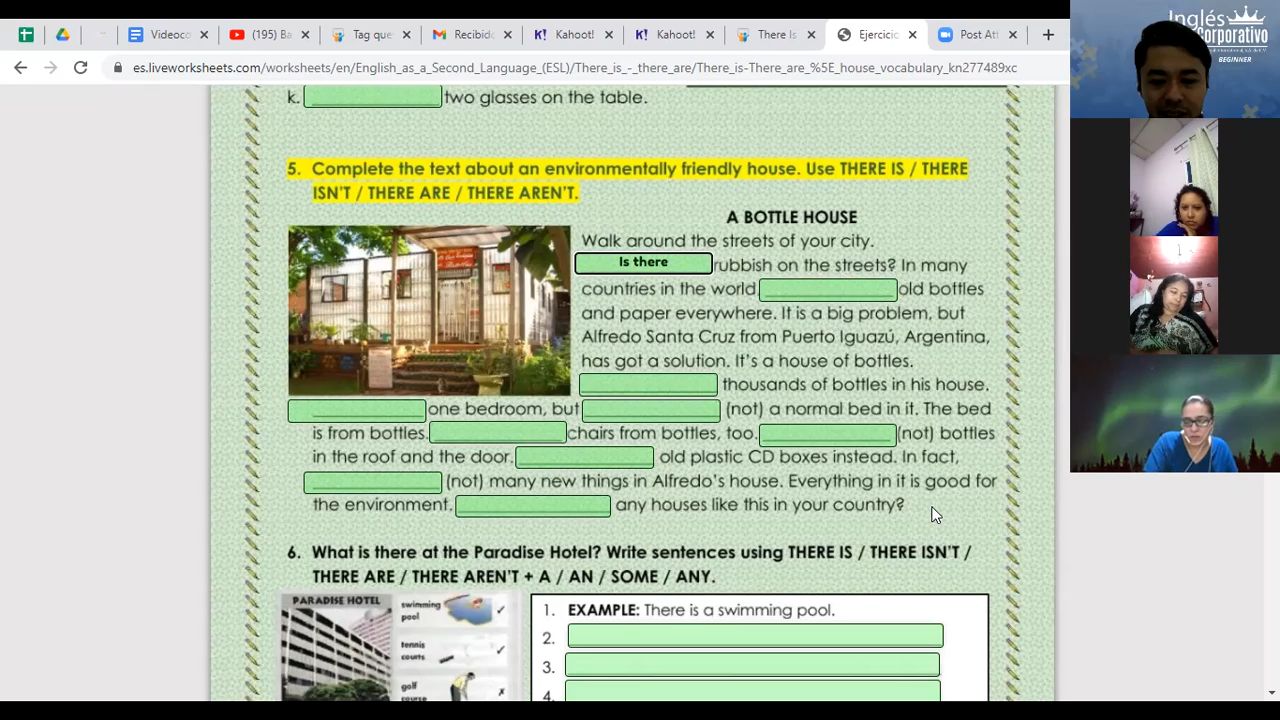 Videoco
(195) Ba
Tag que
Recibido
Kahoot!
Kahoot!
There Is
Ejercicio
Post Att
es.liveworksheets.com/worksheets/en/English_as_a_Second_Language_(ESL)/There_is_-_there_are/There_is-There_are_%5E_house_vocabulary_kn277489xc
Inglés
Corporativo
BEGINNER
k. two glasses on the table.
5. Complete the text about an environmentally friendly house. Use THERE IS / THERE
ISN'T / THERE ARE / THERE AREN'T.
A BOTTLE HOUSE
Walk around the streets of your city.
Is there rubbish on the streets? In many
countries in the world old bottles
and paper everywhere. It is a big problem, but
Alfredo Santa Cruz from Puerto Iguazú, Argentina,
has got a solution. It's a house of bottles.
thousands of bottles in his house.
one bedroom, but (not) a normal bed in it. The bed
is from bottles. chairs from bottles, too. (not) bottles
in the roof and the door. old plastic CD boxes instead. In fact,
(not) many new things in Alfredo's house. Everything in it is good for
the environment. any houses like this in your country?
6. What is there at the Paradise Hotel? Write sentences using THERE IS / THERE ISN'T /
THERE ARE / THERE AREN'T + A / AN / SOME / ANY.
PARADISE HOTEL
swimming
pool
tennis
courts
golf
course
1. EXAMPLE: There is a swimming pool.
2.
3.
4.